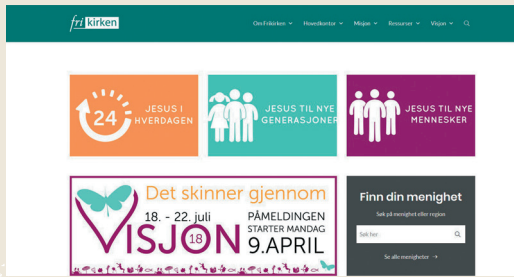 fri kirken
Om Frikirken Hovedkontor Misjon Ressurser Visjon
24
JESUS I
HVERDAGEN
JESUS TIL NYE
GENERASJONER
JESUS TIL NYE
MENNESKER
Det skinner gjennom
VISJON
18
18. - 22. juli
PÅMELDINGEN
STARTER MANDAG
9.APRIL
Finn din menighet
Søk på menighet eller region
Søk her
Se alle menigheter →